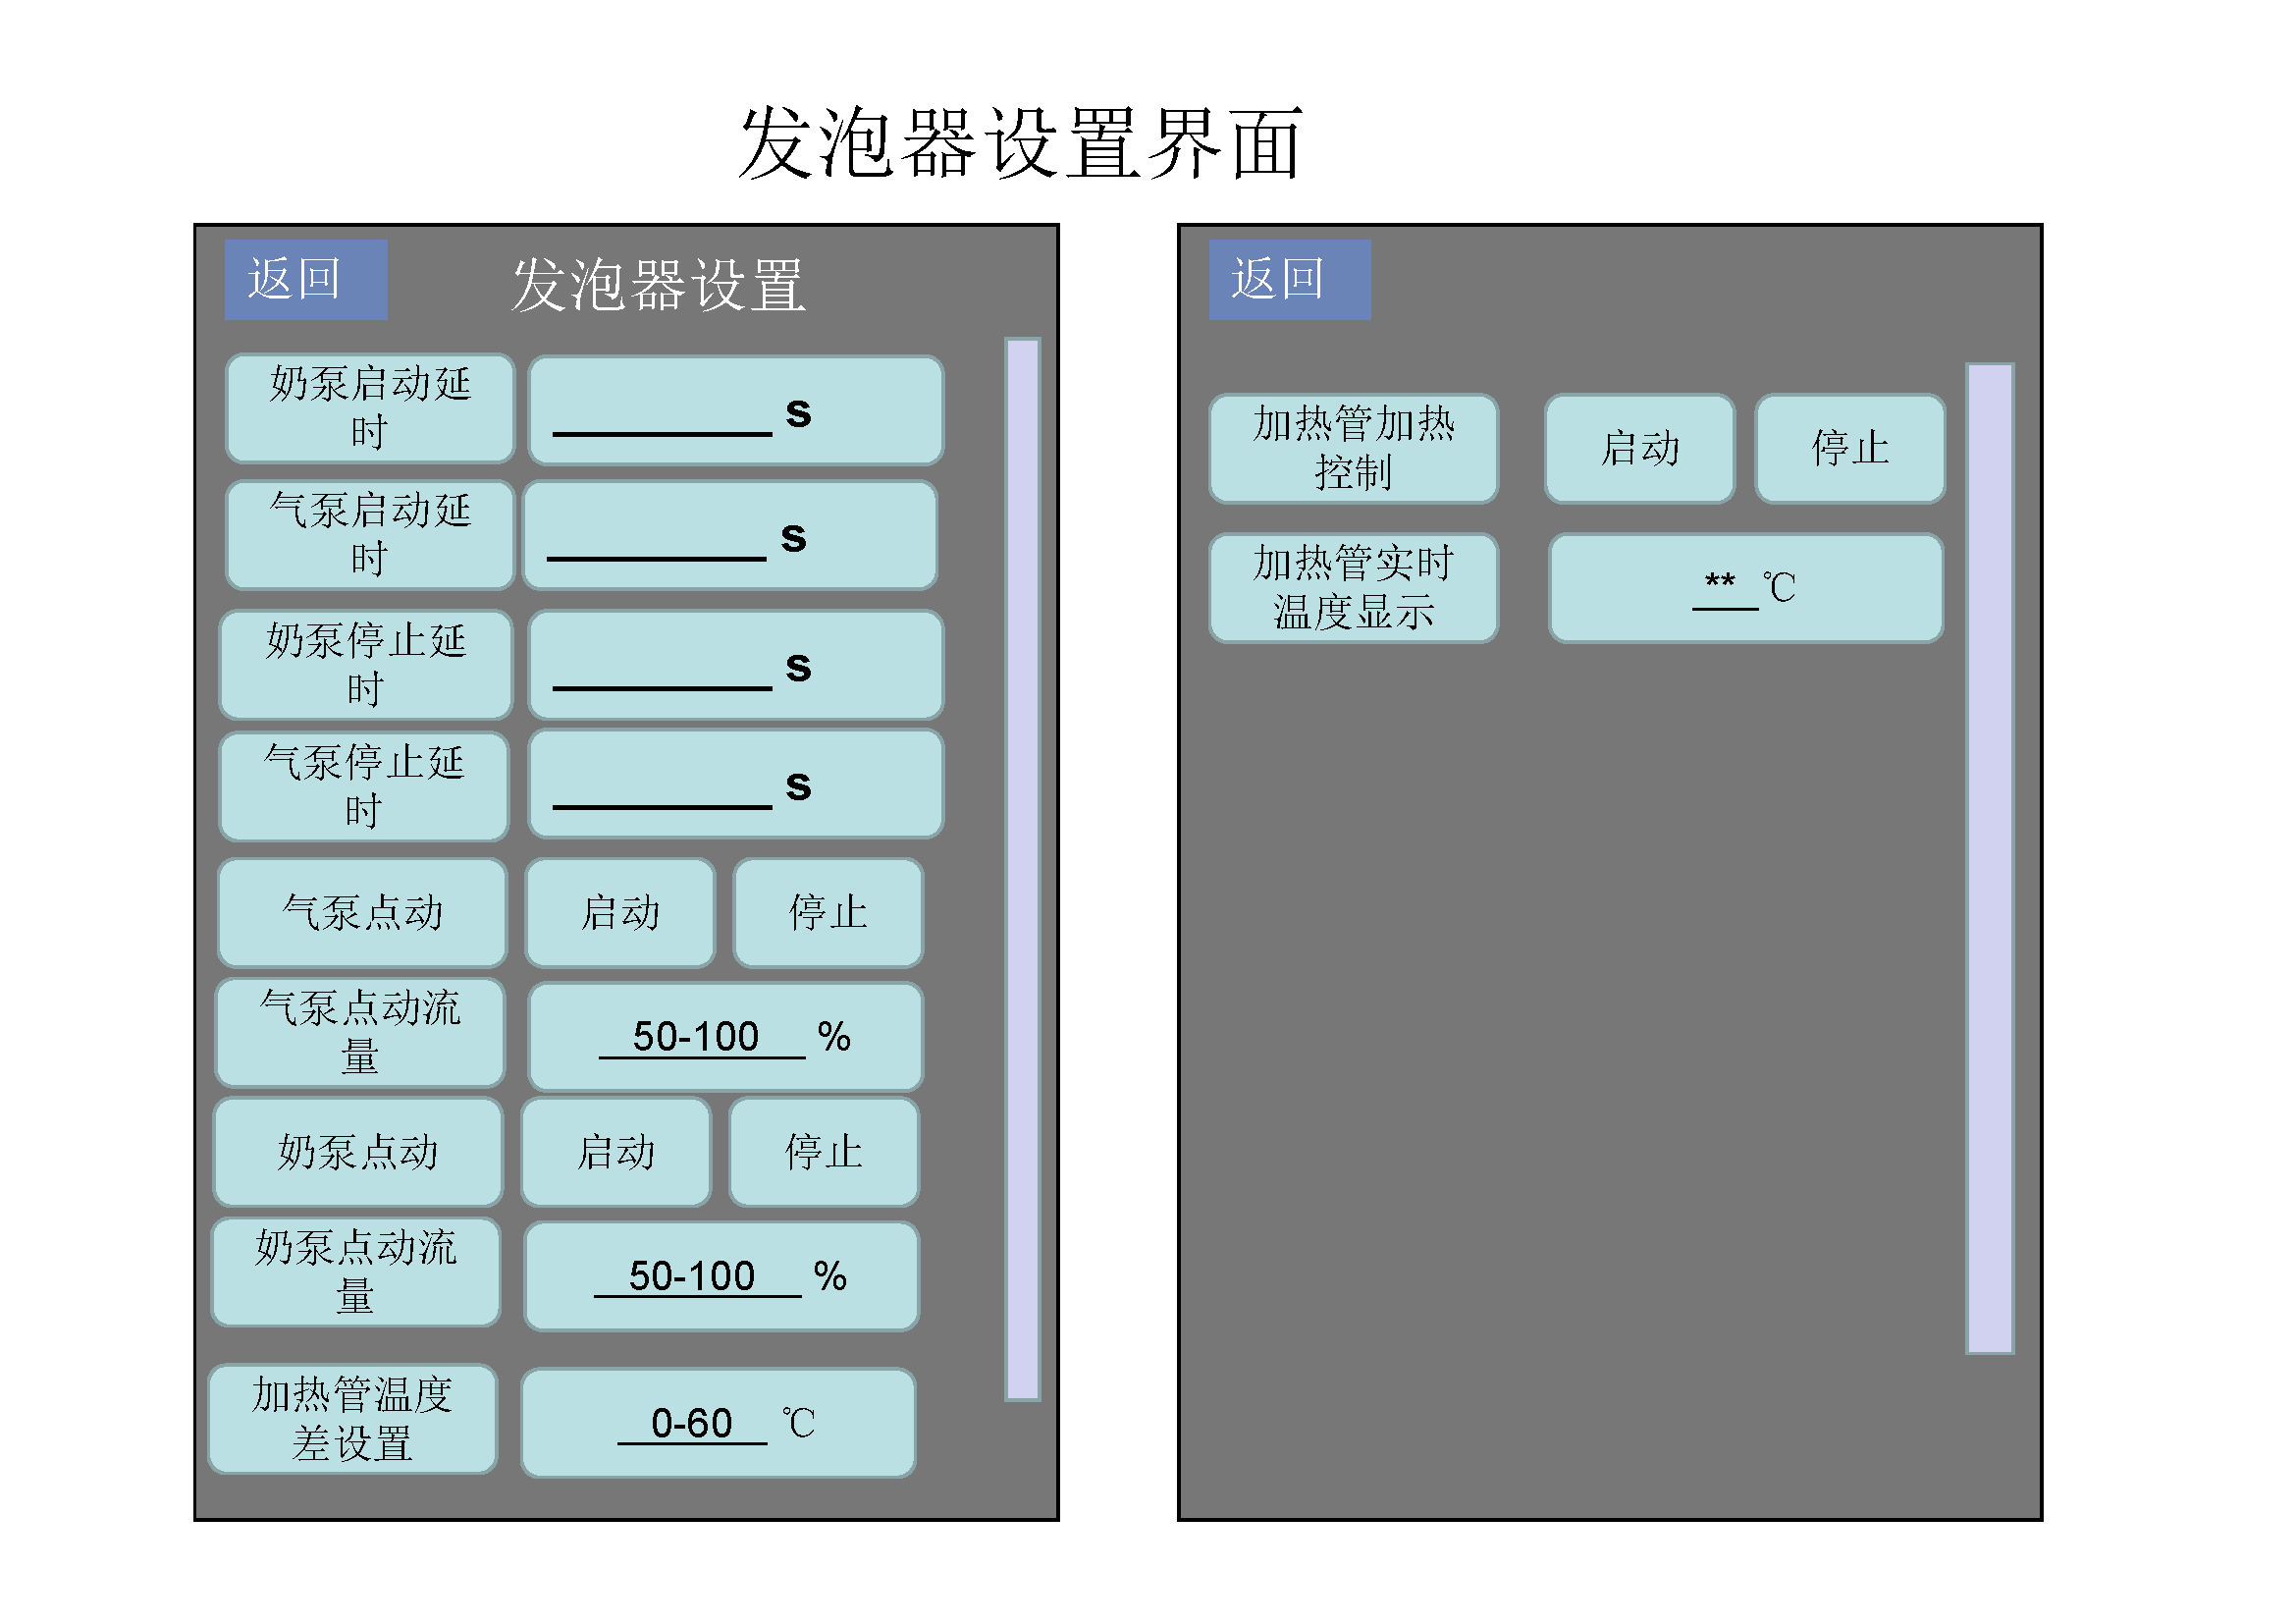 发泡器设置界面
返回
发泡器设置
奶泵启动延
时
s
气泵启动延
时
s
奶泵停止延
时
s
气泵停止延
时
s
气泵点动
启动
停止
气泵点动流
量
50-100 %
奶泵点动
启动
停止
奶泵点动流
量
50-100 %
加热管温度
差设置
0-60 ℃
返回
加热管加热
控制
启动
停止
加热管实时
温度显示
** ℃